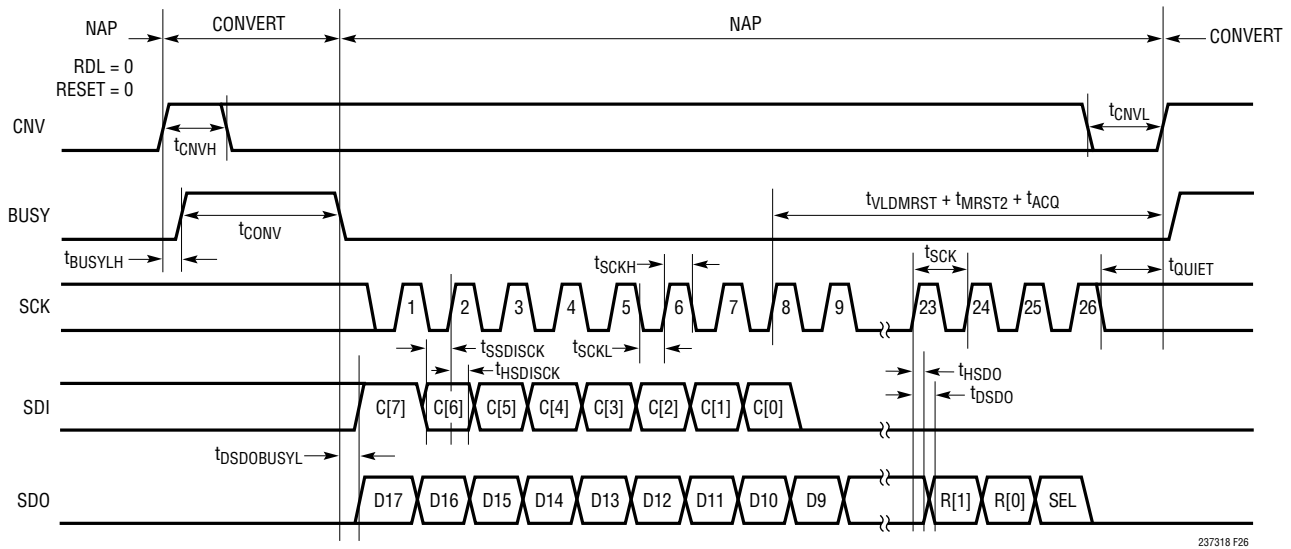 NAP CONVERT NAP CONVERT
RDL = 0
RESET = 0
CNV tCNVH tCNVL
BUSY tCONV tVLDMRST + tMRST2 + tACQ
tBUSYLH tSCKH tSCK tQUIET
SCK 1 2 3 4 5 6 7 8 9 23 24 25 26
tSSDISCK tSCKL
tHSDISCK tHSDO
tDSDO
SDI C[7] C[6] C[5] C[4] C[3] C[2] C[1] C[0]
tDSDOBUSYL
SDO D17 D16 D15 D14 D13 D12 D11 D10 D9 R[1] R[0] SEL
237318 F26